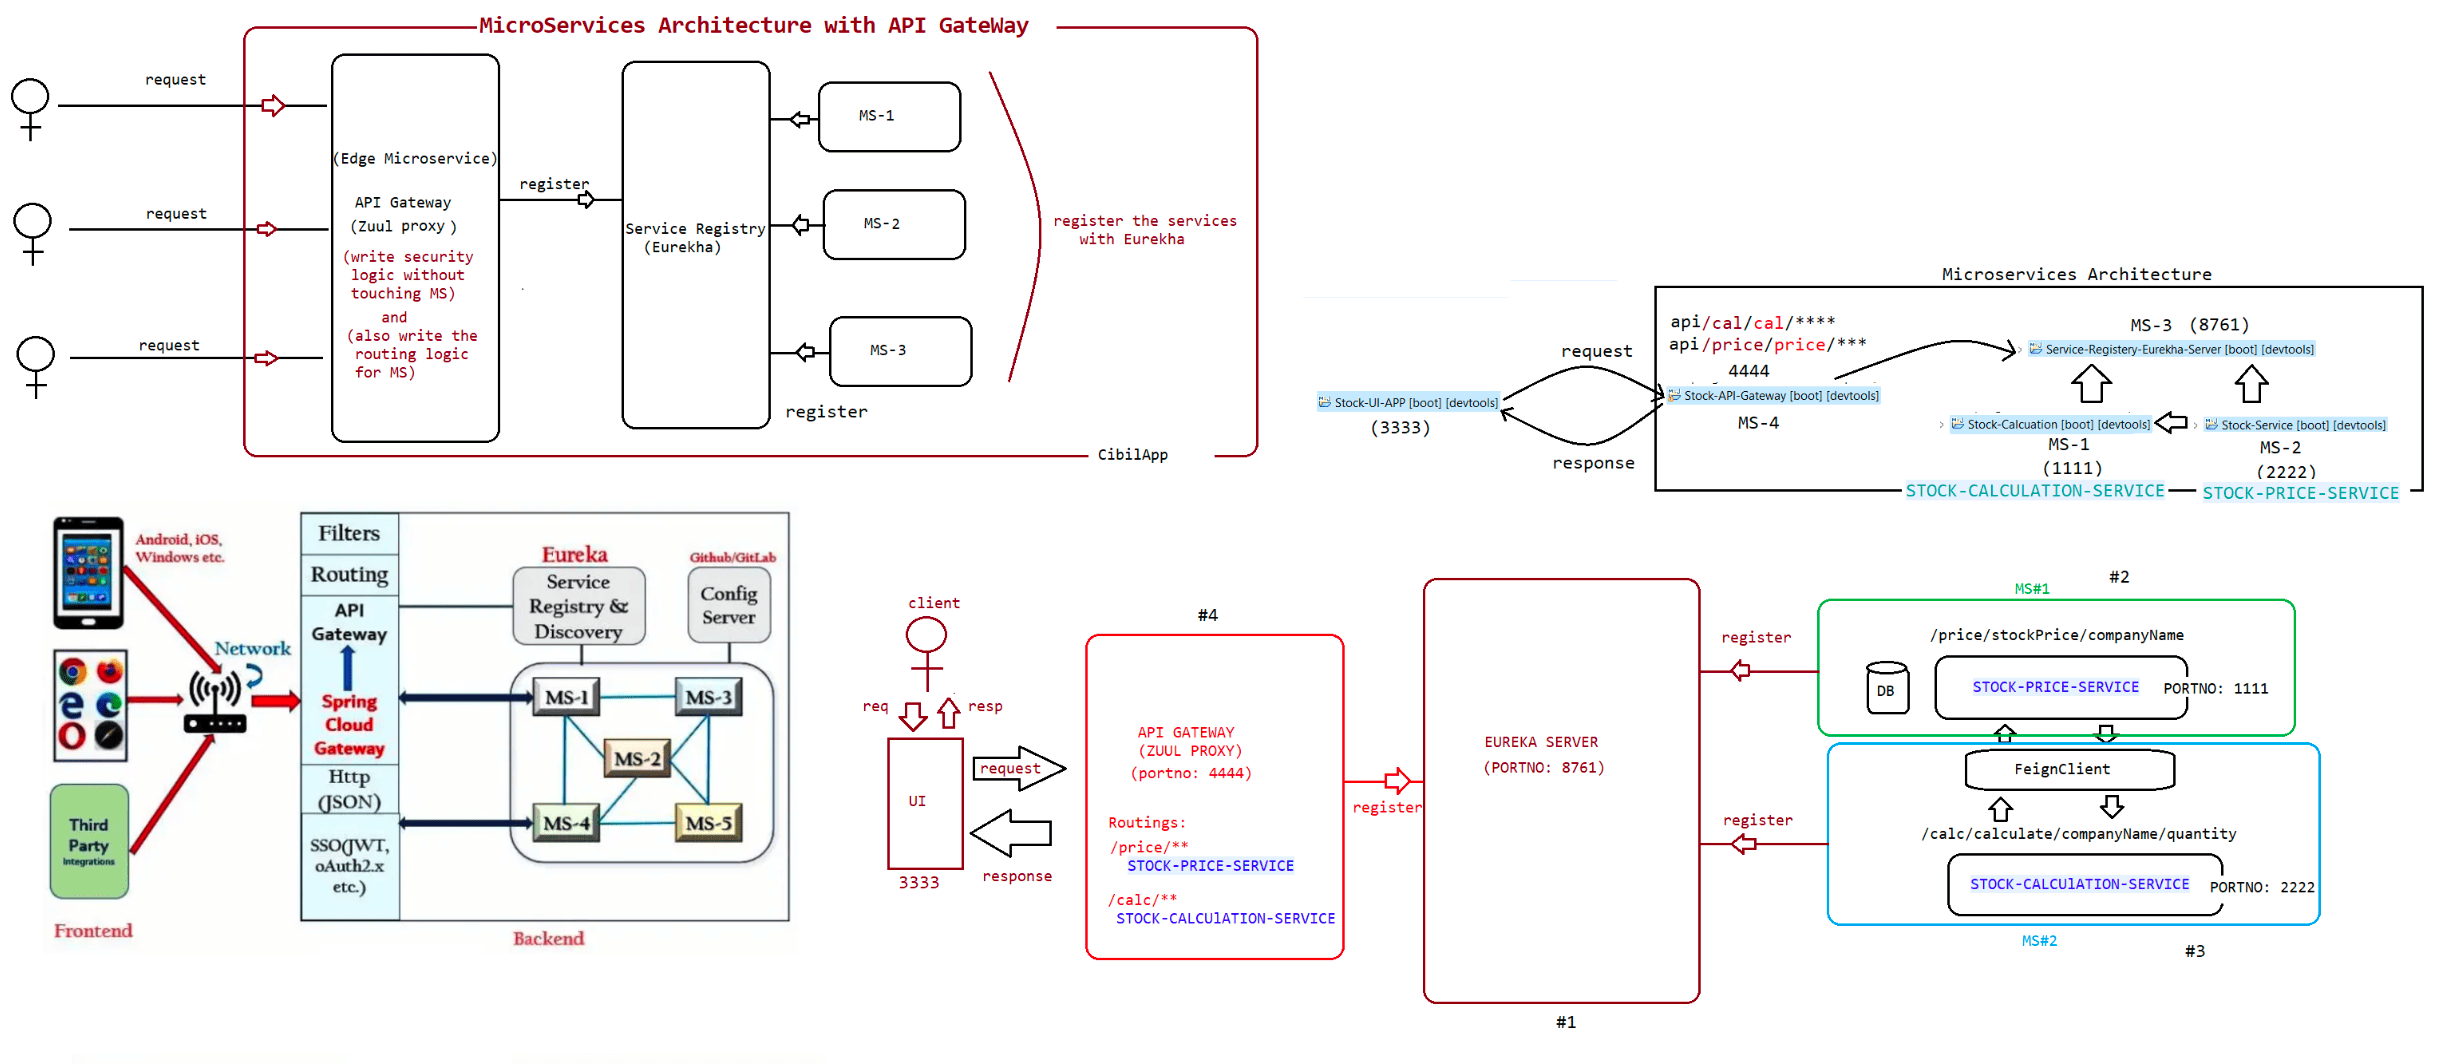 MicroServices Architecture with API GateWay
request
request
request
(Edge Microservice)
API Gateway
(Zuul proxy )
(write security
logic without
touching MS)
and
(also write the
routing logic
for MS)
register
Service Registry
(Eurekha)
MS-1
MS-2
MS-3
register
register the services
with Eurekha
CibilApp
Microservices Architecture
api/cal/cal/****
api/price/price/***
4444
Stock-API-Gateway [boot] [devtools]
MS-4
request
response
Stock-UI-APP [boot] [devtools]
(3333)
MS-3 (8761)
Service-Registery-Eurekha-Server [boot] [devtools]
Stock-Calcuation [boot] [devtools]
MS-1
(1111)
STOCK-CALCULATION-SERVICE
Stock-Service [boot] [devtools]
MS-2
(2222)
STOCK-PRICE-SERVICE
Android, iOS,
Windows etc.
Network
Third
Party
Integrations
Frontend
Filters
Routing
API
Gateway
Spring
Cloud
Gateway
Http
(JSON)
SSO(JWT,
oAuth2.x
etc.)
Eureka
Service
Registry &
Discovery
Github/GitLab
Config
Server
MS-1
MS-3
MS-2
MS-4
MS-5
Backend
client
req
resp
UI
3333
request
response
#4
API GATEWAY
(ZUUL PROXY)
(portno: 4444)
Routings:
/price/**
STOCK-PRICE-SERVICE
/calc/**
STOCK-CALCUlATION-SERVICE
register
EUREKA SERVER
(PORTNO: 8761)
#1
register
register
MS#1
#2
/price/stockPrice/companyName
DB
STOCK-PRICE-SERVICE
PORTNO: 1111
FeignClient
/calc/calculate/companyName/quantity
STOCK-CALCUlATION-SERVICE
PORTNO: 2222
MS#2
#3